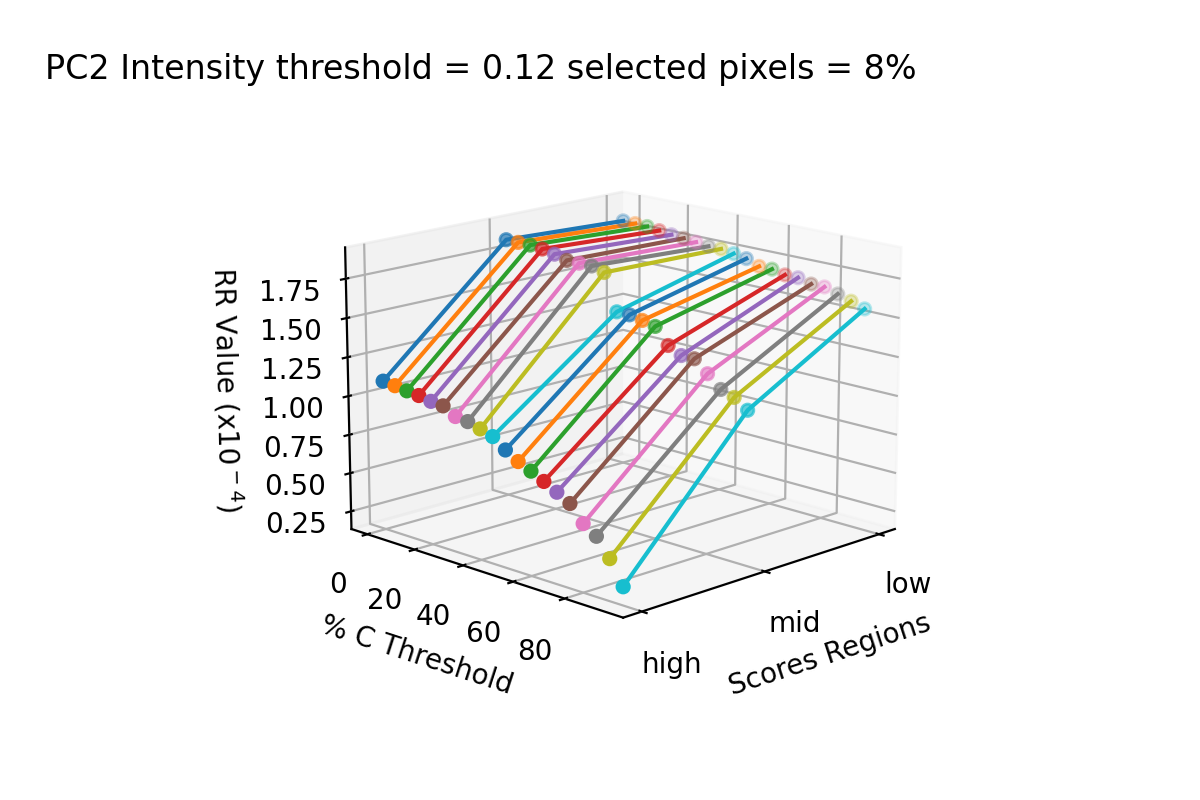 PC2 Intensity threshold = 0.12 selected pixels = 8%
1.75
1.50
1.25
1.00
0.75
0.50
0.25
RR Value (x10⁻⁴)
0
20
40
60
80
% C Threshold
high
mid
low
Scores Regions